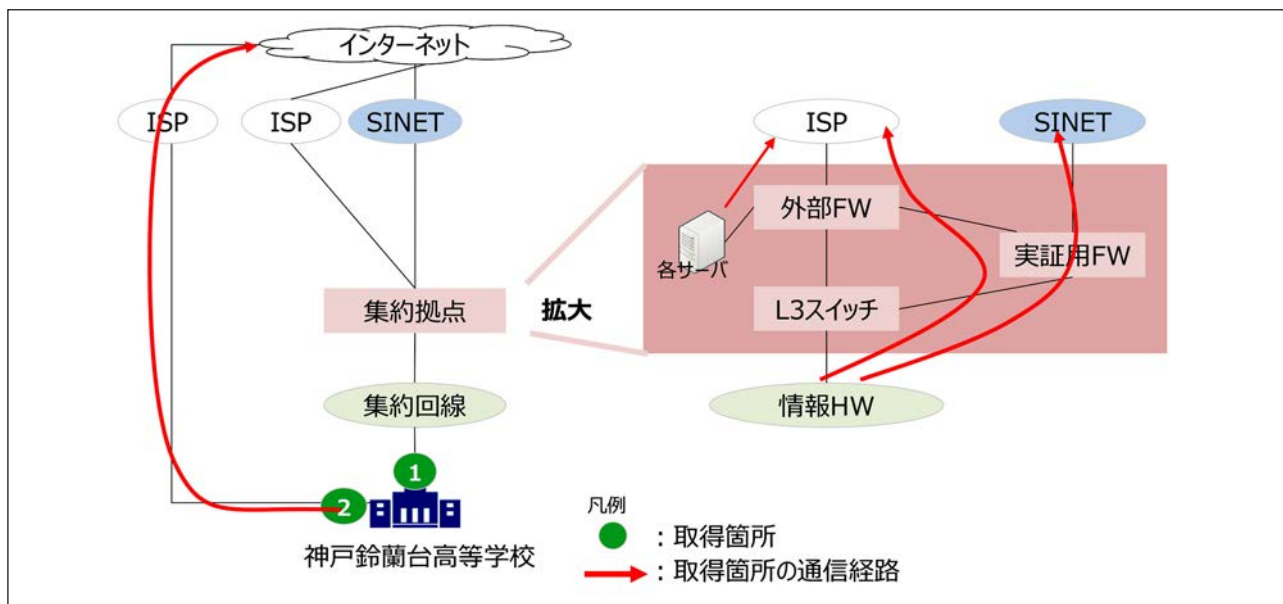 インターネット
ISP
ISP
SINET
集約拠点
集約回線
1
2
神戸鈴蘭台高等学校
拡大
ISP
SINET
外部FW
各サーバ
実証用FW
L3スイッチ
情報HW
凡例
：取得箇所
：取得箇所の通信経路